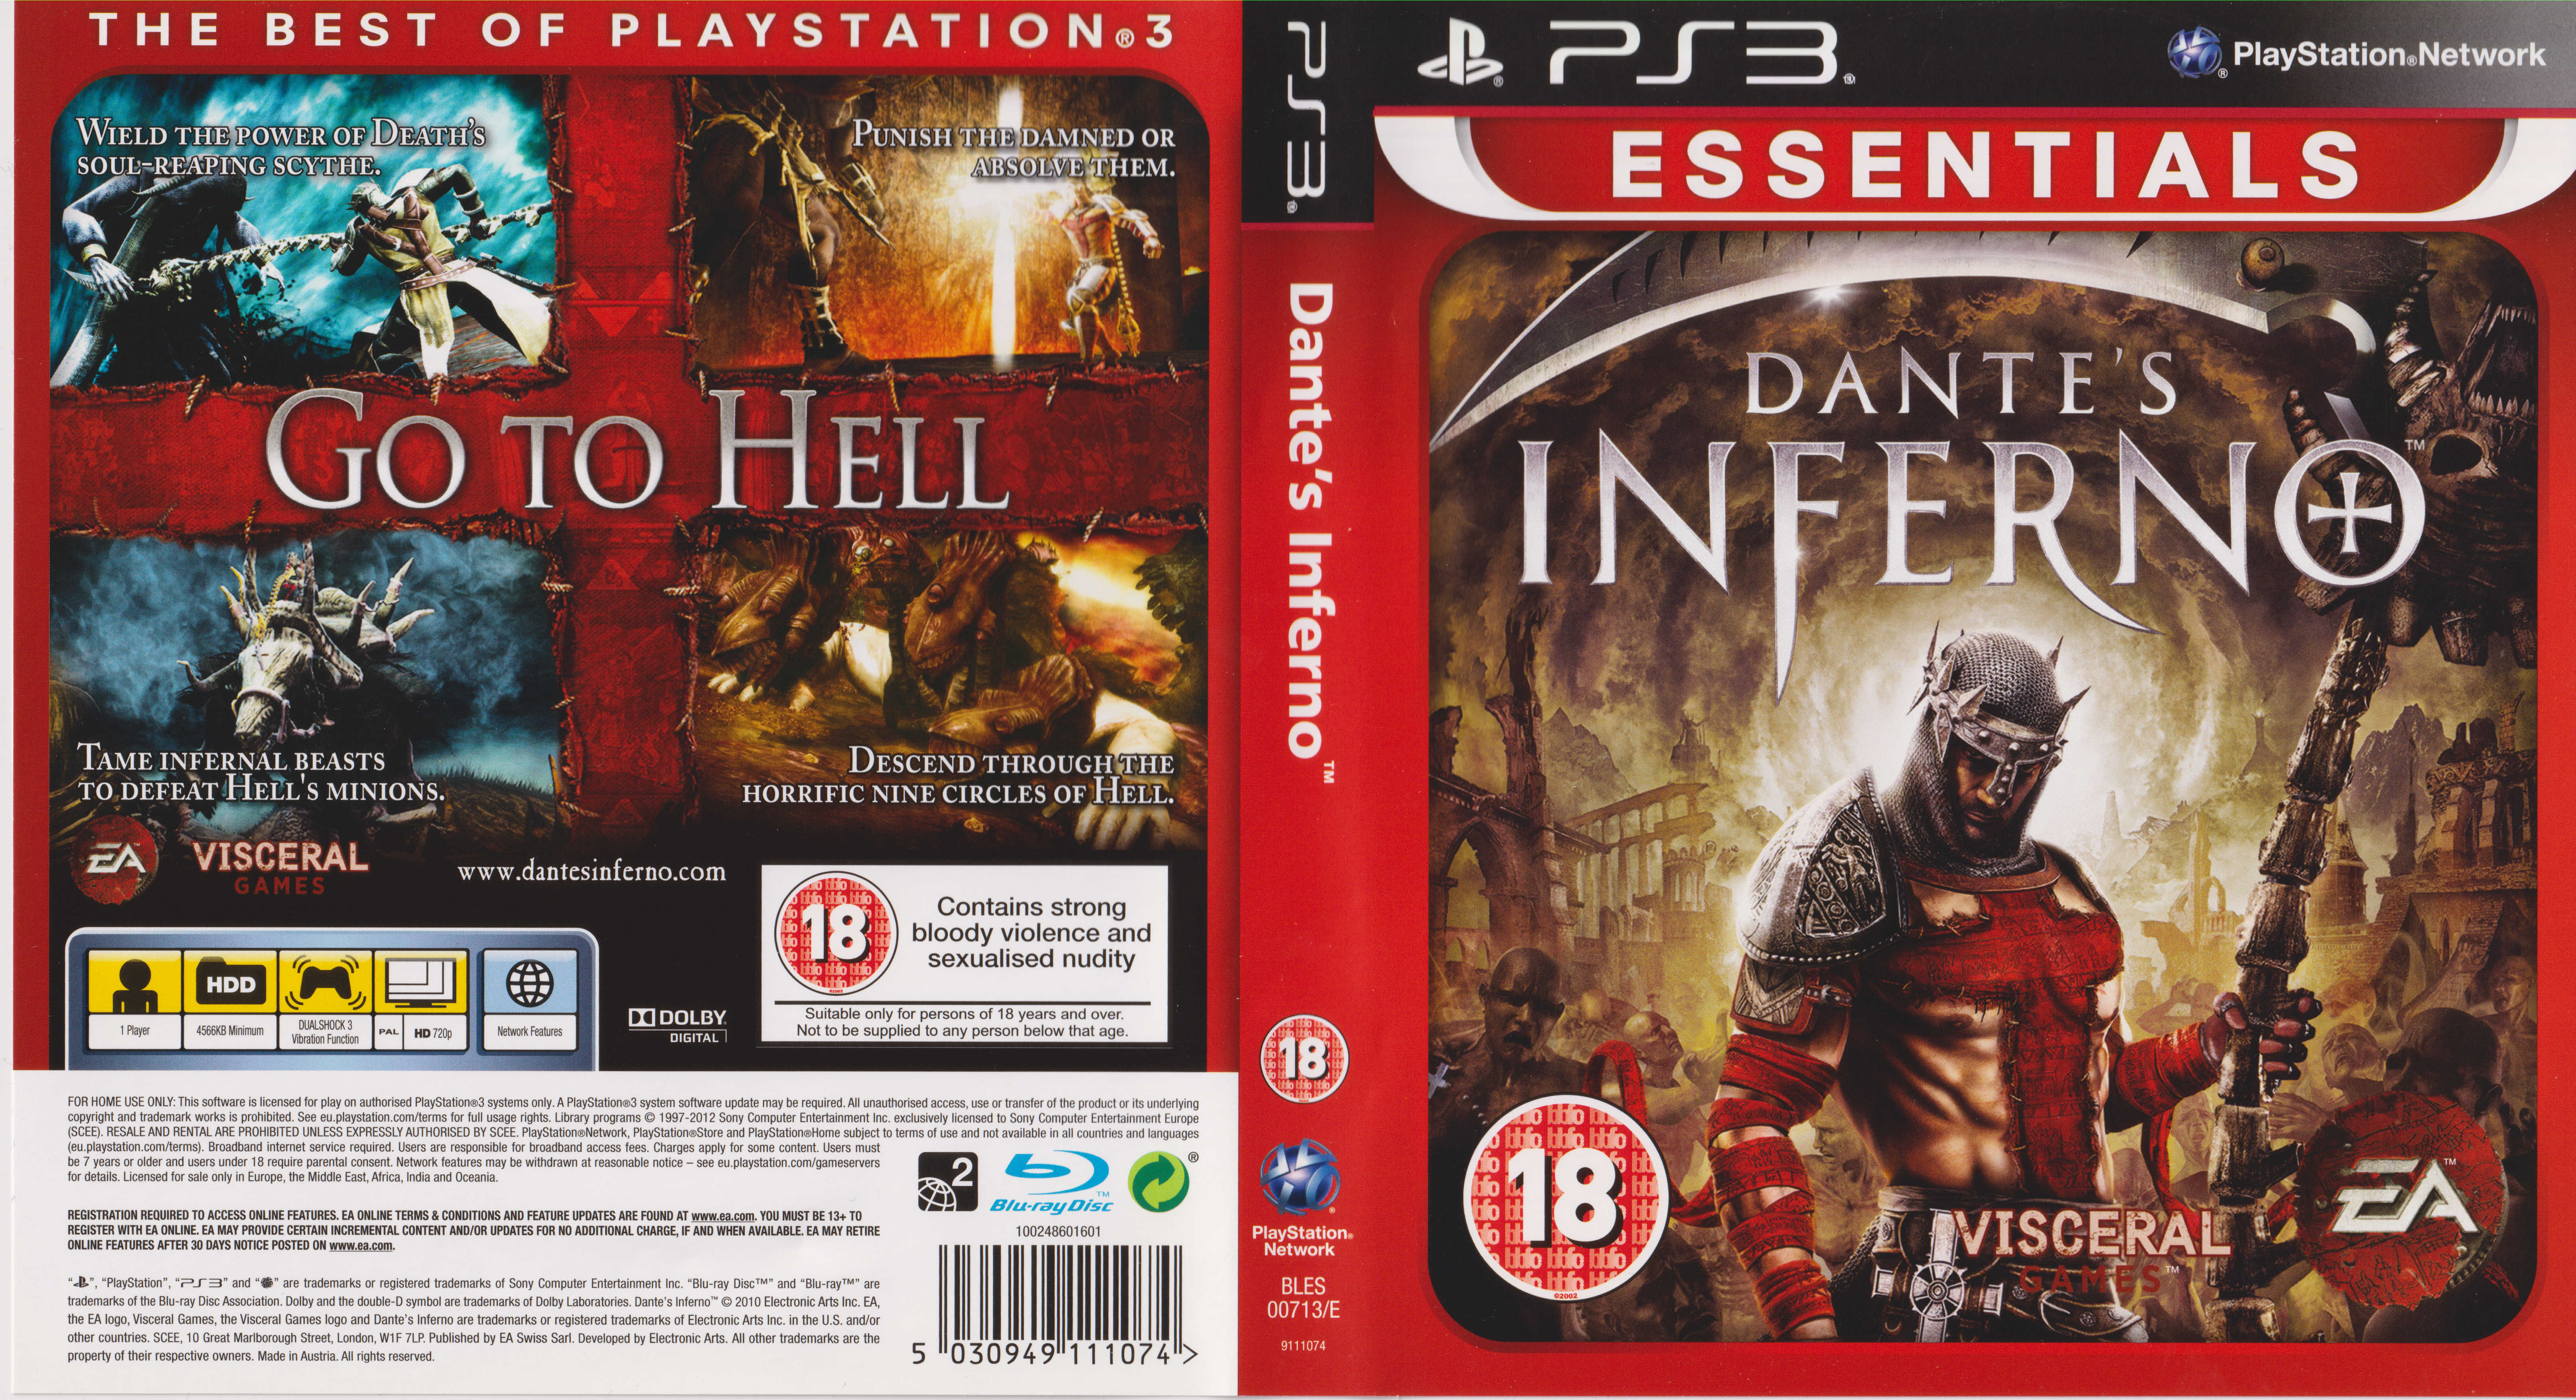 THE BEST OF PLAYSTATION®3
WIELD THE POWER OF DEATH'S
SOUL-REAPING SCYTHE.
PUNISH THE DAMNED OR
ABSOLVE THEM.
GO TO HELL
TAME INFERNAL BEASTS
TO DEFEAT HELL'S MINIONS.
DESCEND THROUGH THE
HORRIFIC NINE CIRCLES OF HELL.
EA™
VISCERAL
GAMES
www.dantesinferno.com
18
Contains strong
bloody violence and
sexualised nudity
Suitable only for persons of 18 years and over.
Not to be supplied to any person below that age.
HDD
1 Player
4566KB Minimum
DUALSHOCK 3
Vibration Function
PAL
HD 720p
Network Features
DOLBY
DIGITAL
FOR HOME USE ONLY: This software is licensed for play on authorised PlayStation®3 systems only. A PlayStation®3 system software update may be required. All unauthorised access, use or transfer of the product or its underlying
copyright and trademark works is prohibited. See eu.playstation.com/terms for full usage rights. Library programs © 1997-2012 Sony Computer Entertainment Inc. exclusively licensed to Sony Computer Entertainment Europe
(SCEE). RESALE AND RENTAL ARE PROHIBITED UNLESS EXPRESSLY AUTHORISED BY SCEE. PlayStation®Network, PlayStation®Store and PlayStation®Home subject to terms of use and not available in all countries and languages
(eu.playstation.com/terms). Broadband internet service required. Users are responsible for broadband access fees. Charges apply for some content. Users must
be 7 years or older and users under 18 require parental consent. Network features may be withdrawn at reasonable notice – see eu.playstation.com/gameservers
for details. Licensed for sale only in Europe, the Middle East, Africa, India and Oceania.
REGISTRATION REQUIRED TO ACCESS ONLINE FEATURES. EA ONLINE TERMS & CONDITIONS AND FEATURE UPDATES ARE FOUND AT www.ea.com. YOU MUST BE 13+ TO
REGISTER WITH EA ONLINE. EA MAY PROVIDE CERTAIN INCREMENTAL CONTENT AND/OR UPDATES FOR NO ADDITIONAL CHARGE, IF AND WHEN AVAILABLE. EA MAY RETIRE
ONLINE FEATURES AFTER 30 DAYS NOTICE POSTED ON www.ea.com.
“ ”, “PlayStation”, “PS3” and “ ” are trademarks or registered trademarks of Sony Computer Entertainment Inc. “Blu-ray Disc™” and “Blu-ray™” are
trademarks of the Blu-ray Disc Association. Dolby and the double-D symbol are trademarks of Dolby Laboratories. Dante's Inferno™ © 2010 Electronic Arts Inc. EA,
the EA logo, Visceral Games, the Visceral Games logo and Dante's Inferno are trademarks or registered trademarks of Electronic Arts Inc. in the U.S. and/or
other countries. SCEE, 10 Great Marlborough Street, London, W1F 7LP. Published by EA Swiss Sarl. Developed by Electronic Arts. All other trademarks are the
property of their respective owners. Made in Austria. All rights reserved.
2
Blu-ray Disc™
®
100248601601
5 030949 111074 >
PS3®
Dante's Inferno™
18
PlayStation®
Network
BLES
00713/E
9111074
PS3®
PlayStation®Network
ESSENTIALS
DANTE'S
INFERNO™
18
©2002
VISCERAL
GAMES™
EA™